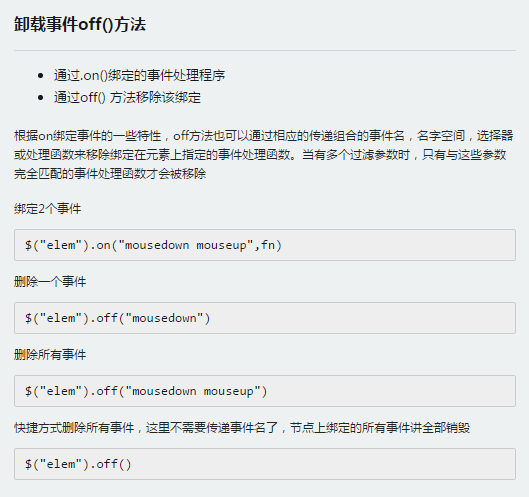 卸载事件off()方法
通过.on()绑定的事件处理程序
通过off() 方法移除该绑定
根据on绑定事件的一些特性，off方法也可以通过相应的传递组合的事件名，名字空间，选择器
或处理函数来移除绑定在元素上指定的事件处理函数。当有多个过滤参数时，只有与这些参数
完全匹配的事件处理函数才会被移除
绑定2个事件
$("elem").on("mousedown mouseup",fn)
删除一个事件
$("elem").off("mousedown")
删除所有事件
$("elem").off("mousedown mouseup")
快捷方式删除所有事件，这里不需要传递事件名了，节点上绑定的所有事件讲全部销毁
$("elem").off()